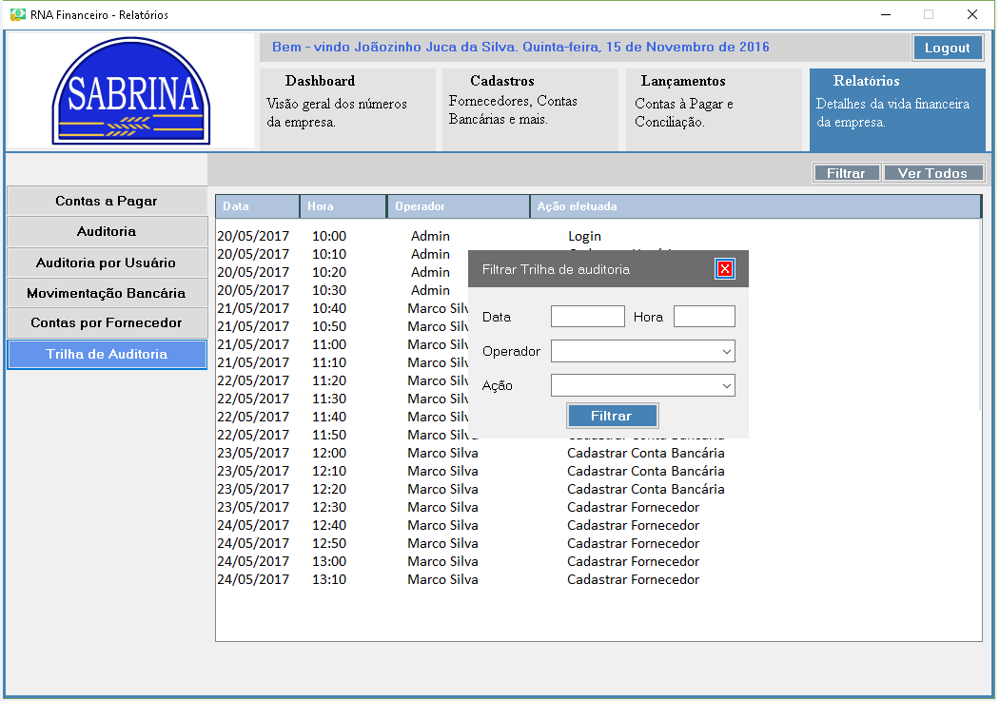 RNA Financeiro - Relatórios
SABRINA
Bem - vindo Joãozinho Juca da Silva. Quinta-feira, 15 de Novembro de 2016
Logout
Dashboard
Visão geral dos números
da empresa.
Cadastros
Fornecedores, Contas
Bancárias e mais.
Lançamentos
Contas à Pagar e
Conciliação.
Relatórios
Detalhes da vida financeira
da empresa.
Filtrar Ver Todos
Contas a Pagar
Auditoria
Auditoria por Usuário
Movimentação Bancária
Contas por Fornecedor
Trilha de Auditoria
Data Hora Operador Ação efetuada
20/05/2017 10:00 Admin Login
20/05/2017 10:10 Admin
20/05/2017 10:20 Admin
20/05/2017 10:30 Admin
21/05/2017 10:40 Marco Silv
21/05/2017 10:50 Marco Silv
21/05/2017 11:00 Marco Silv
21/05/2017 11:10 Marco Silv
22/05/2017 11:20 Marco Silv
22/05/2017 11:30 Marco Silv
22/05/2017 11:40 Marco Silv
22/05/2017 11:50 Marco Silva Cadastrar Conta Bancária
23/05/2017 12:00 Marco Silva Cadastrar Conta Bancária
23/05/2017 12:10 Marco Silva Cadastrar Conta Bancária
23/05/2017 12:20 Marco Silva Cadastrar Conta Bancária
23/05/2017 12:30 Marco Silva Cadastrar Fornecedor
24/05/2017 12:40 Marco Silva Cadastrar Fornecedor
24/05/2017 12:50 Marco Silva Cadastrar Fornecedor
24/05/2017 13:00 Marco Silva Cadastrar Fornecedor
24/05/2017 13:10 Marco Silva Cadastrar Fornecedor
Filtrar Trilha de auditoria X
Data Hora
Operador
Ação
Filtrar